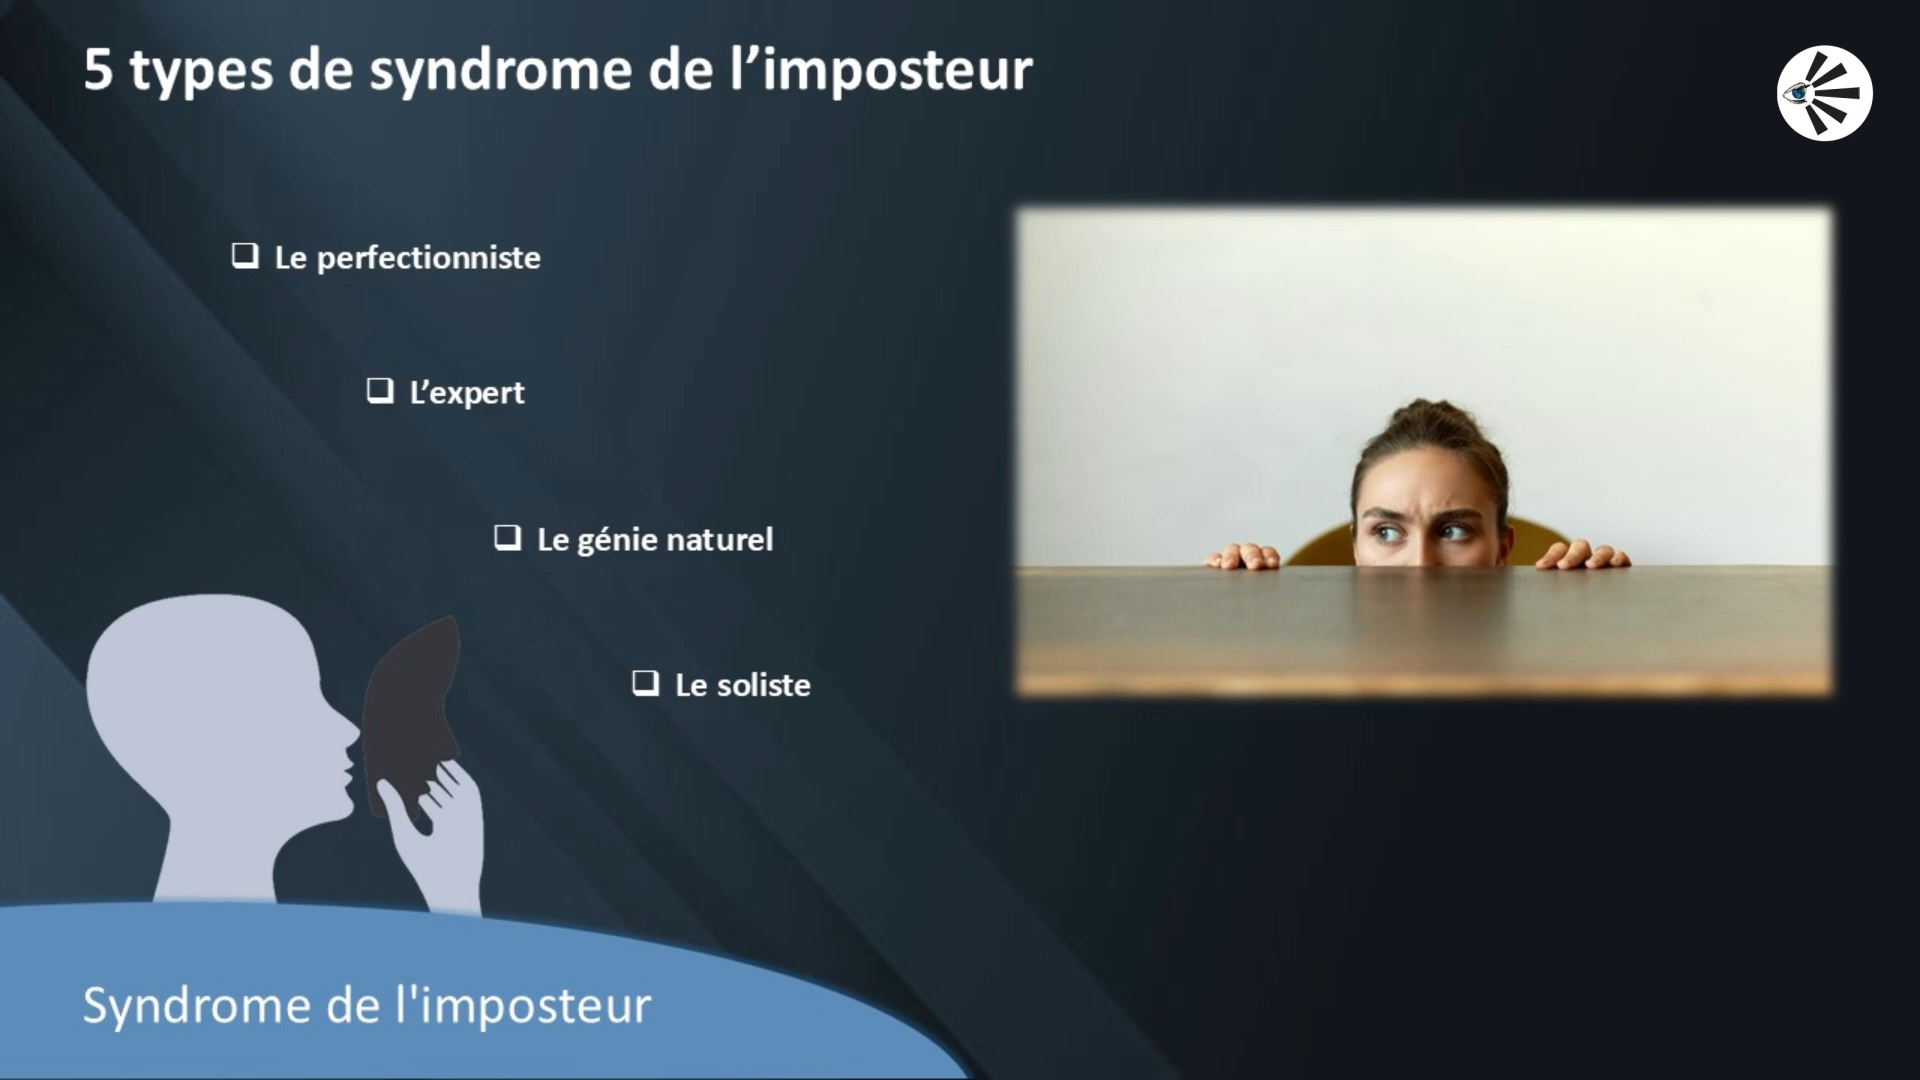 5 types de syndrome de l’imposteur
❑ Le perfectionniste
❑ L’expert
❑ Le génie naturel
❑ Le soliste
Syndrome de l'imposteur